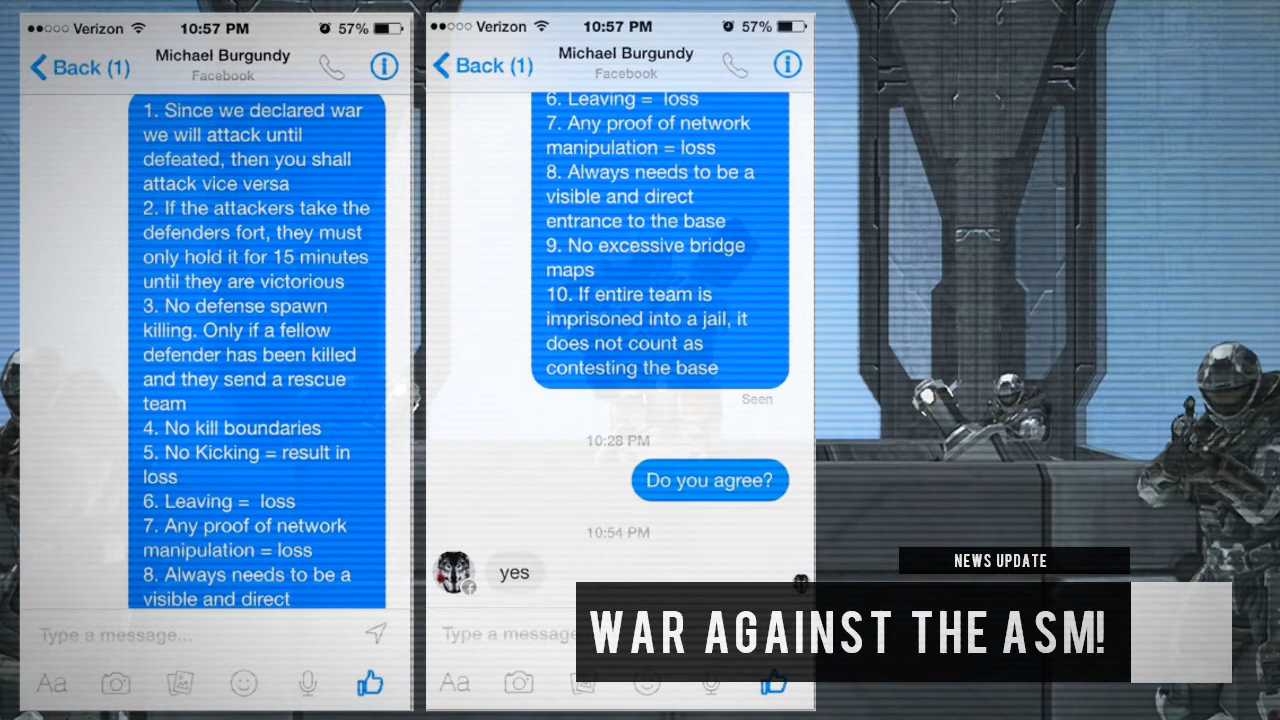 Verizon 10:57 PM 57%
Back (1) Michael Burgundy
Facebook
1. Since we declared war
we will attack until
defeated, then you shall
attack vice versa
2. If the attackers take the
defenders fort, they must
only hold it for 15 minutes
until they are victorious
3. No defense spawn
killing. Only if a fellow
defender has been killed
and they send a rescue
team
4. No kill boundaries
5. No Kicking = result in
loss
6. Leaving = loss
7. Any proof of network
manipulation = loss
8. Always needs to be a
visible and direct
Type a message...
Aa
Verizon 10:57 PM 57%
Back (1) Michael Burgundy
Facebook
6. Leaving = loss
7. Any proof of network
manipulation = loss
8. Always needs to be a
visible and direct
entrance to the base
9. No excessive bridge
maps
10. If entire team is
imprisoned into a jail, it
does not count as
contesting the base
Seen
10:28 PM
Do you agree?
10:54 PM
yes
Type a message
Aa
NEWS UPDATE
WAR AGAINST THE ASM!